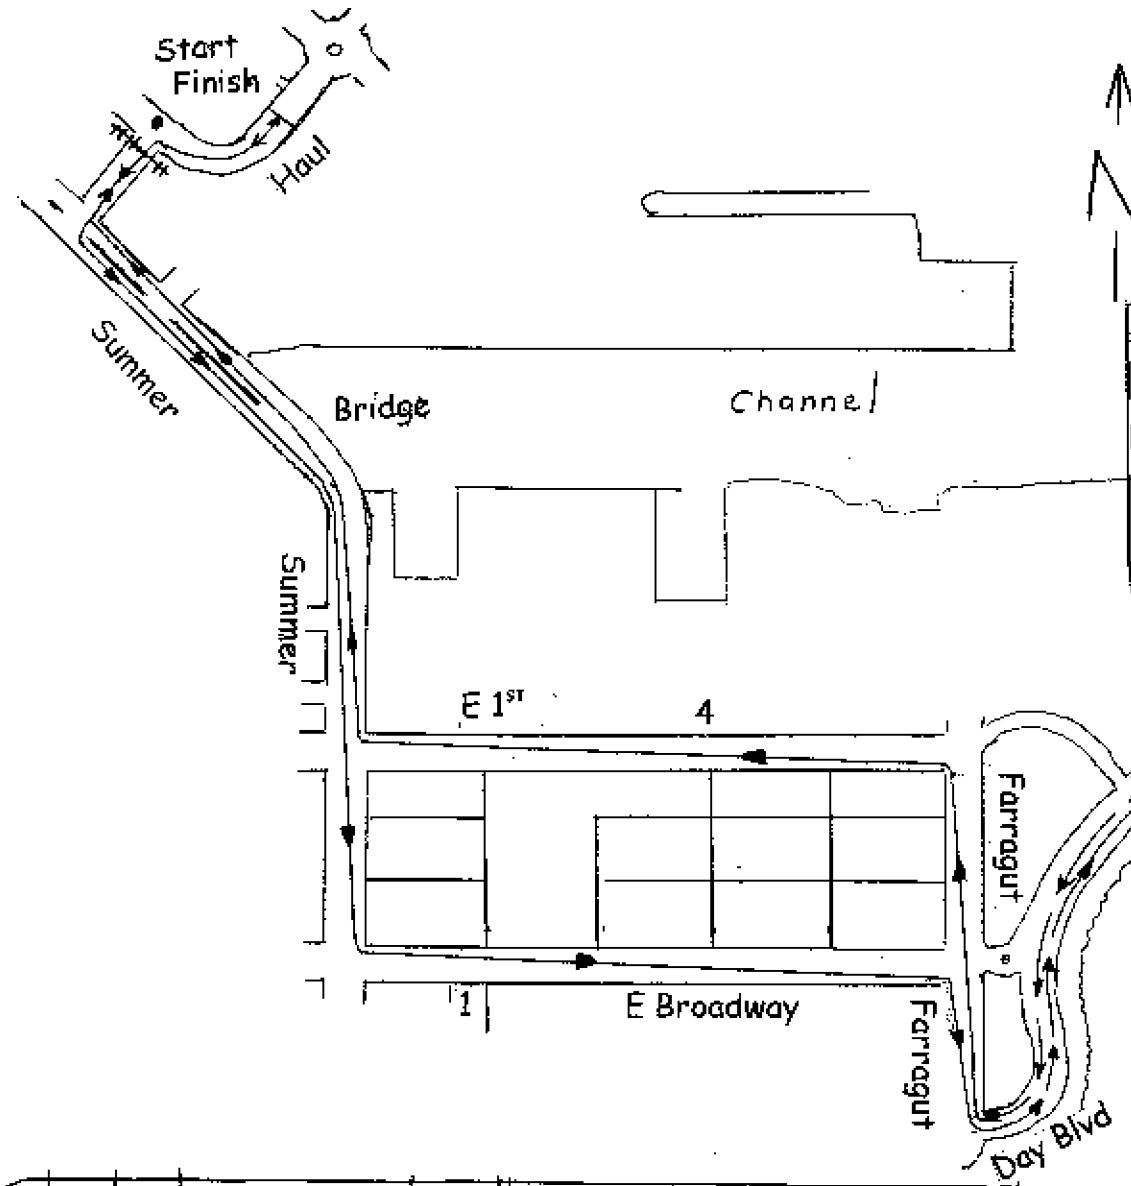 Start
Finish
Haul
Summer
Bridge
Channel
Summer
E 1ST
4
Farragut
1
E Broadway
Farragut
Day Blvd